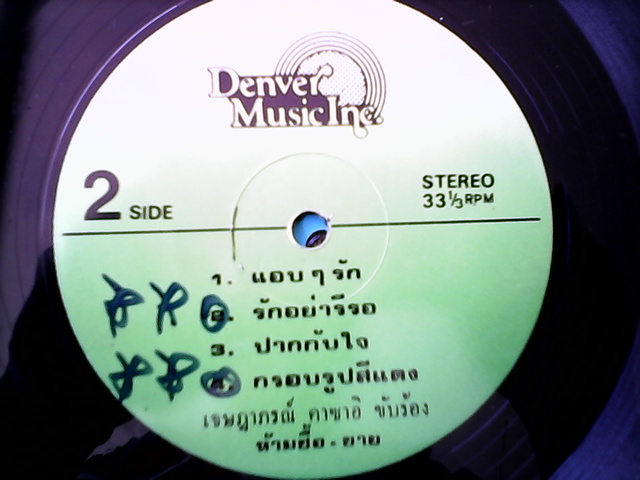 Denver
Music Inc.
2 SIDE
STEREO
33 1/3 RPM
1. แอบๆรัก
2. รักอย่ารีรอ
3. ปากกับใจ
4. กรอบรูปสีแดง
เจษฎาภรณ์ คาซาอิ ขับร้อง
ห้ามซื้อ - ขาย